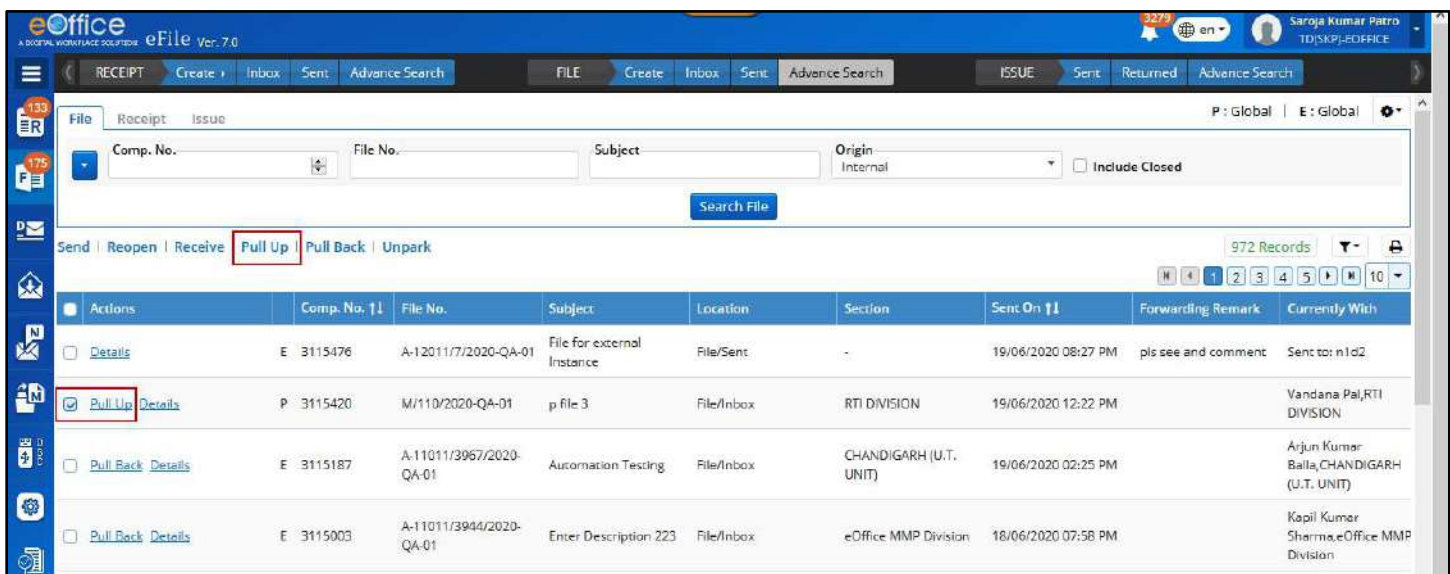 eOffice
A DIGITAL WORKPLACE SOLUTION eFile Ver. 7.0
3279 en Saroja Kumar Patro
TD(SKP)-EOFFICE
RECEIPT Create Inbox Sent Advance Search FILE Create Inbox Sent Advance Search ISSUE Sent Returned Advance Search
133 R
175 F
D
N
M
File Receipt Issue P : Global | E : Global
Comp. No. File No. Subject Origin
Internal Include Closed
Search File
Send | Reopen | Receive | Pull Up | Pull Back | Unpark 972 Records
1 2 3 4 5 10
Actions Comp. No. File No. Subject Location Section Sent On Forwarding Remark Currently With
Details E 3115476 A-12011/7/2020-QA-01 File for external
Instance File/Sent - 19/06/2020 08:27 PM pls see and comment Sent to: n1d2
Pull Up Details P 3115420 M/110/2020-QA-01 p file 3 File/Inbox RTI DIVISION 19/06/2020 12:22 PM Vandana Pal,RTI
DIVISION
Pull Back Details E 3115187 A-11011/3967/2020-
QA-01 Automation Testing File/Inbox CHANDIGARH (U.T.
UNIT) 19/06/2020 02:25 PM Arjun Kumar
Balla,CHANDIGARH
(U.T. UNIT)
Pull Back Details E 3115003 A-11011/3944/2020-
QA-01 Enter Description 223 File/Inbox eOffice MMP Division 18/06/2020 07:58 PM Kapil Kumar
Sharma,eOffice MMP
Division